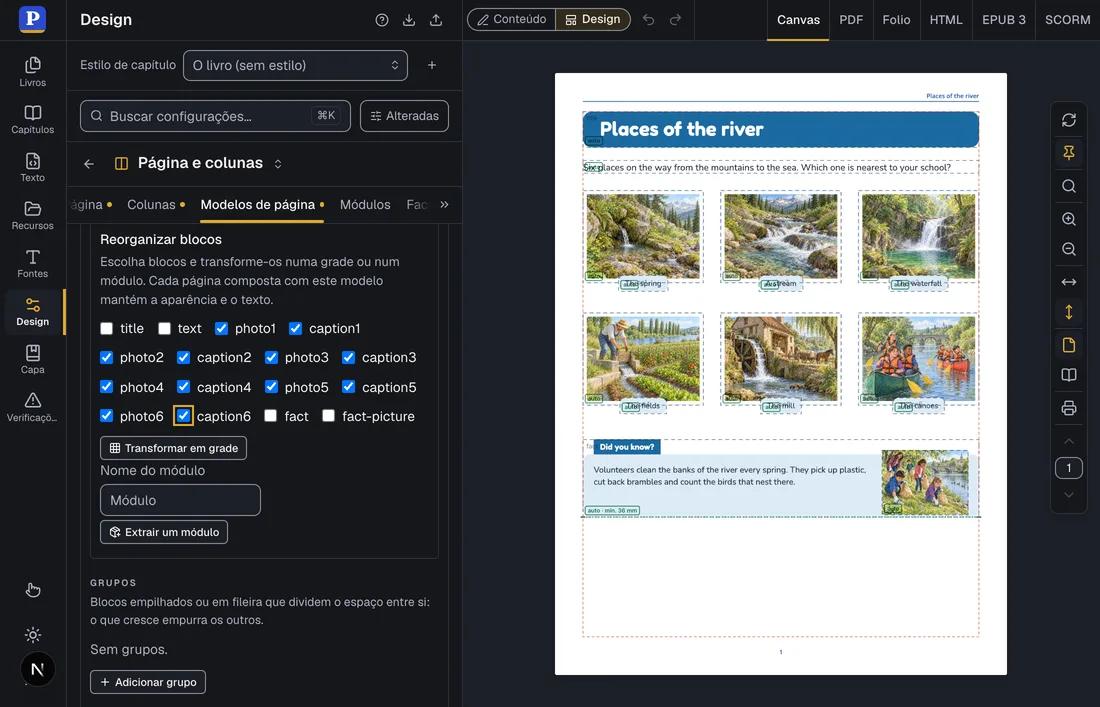 P
Design
Conteúdo
Design
Canvas
PDF
Folio
HTML
EPUB 3
SCORM
Livros
Capítulos
Texto
Recursos
Fontes
Design
Capa
Verificaçõ...
N
Estilo de capítulo
O livro (sem estilo)
Buscar configurações...
⌘K
Alteradas
Página e colunas
ágina
Colunas
Modelos de página
Módulos
Fac
Reorganizar blocos
Escolha blocos e transforme-os numa grade ou num
módulo. Cada página composta com este modelo
mantém a aparência e o texto.
title
text
photo1
caption1
photo2
caption2
photo3
caption3
photo4
caption4
photo5
caption5
photo6
caption6
fact
fact-picture
Transformar em grade
Nome do módulo
Módulo
Extrair um módulo
GRUPOS
Blocos empilhados ou em fileira que dividem o espaço entre si:
o que cresce empurra os outros.
Sem grupos.
Adicionar grupo
Places of the river
Places of the river
auto
places on the way from the mountains to the sea. Which one is nearest to your school?
The spring
A stream
The waterfall
The fields
The mill
canoes
Did you know?
Volunteers clean the banks of the river every spring. They pick up plastic,
cut back brambles and count the birds that nest there.
auto · min. 36 mm
1
1